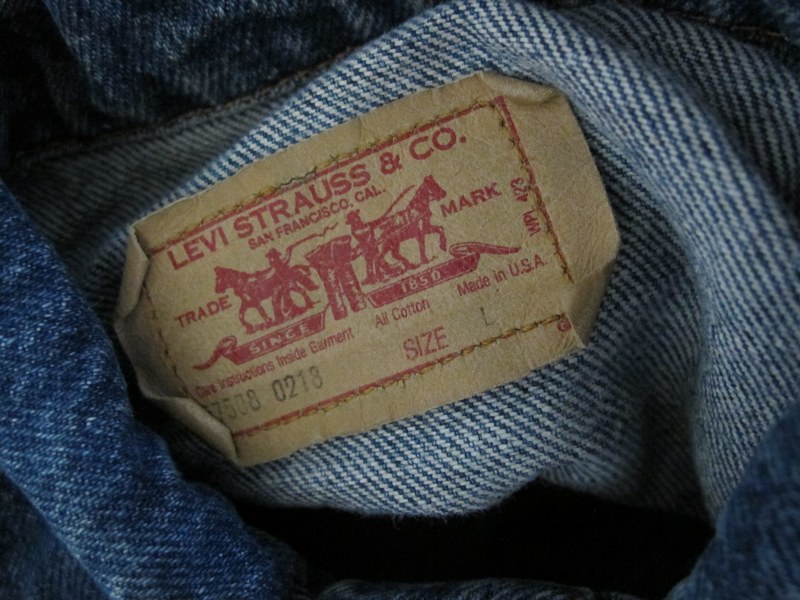 LEVI STRAUSS & CO.
SAN FRANCISCO, CAL.
TRADE MARK
SINCE 1850
Made in U.S.A.
All Cotton
Care Instructions Inside Garment
SIZE L
0213
WPL 423